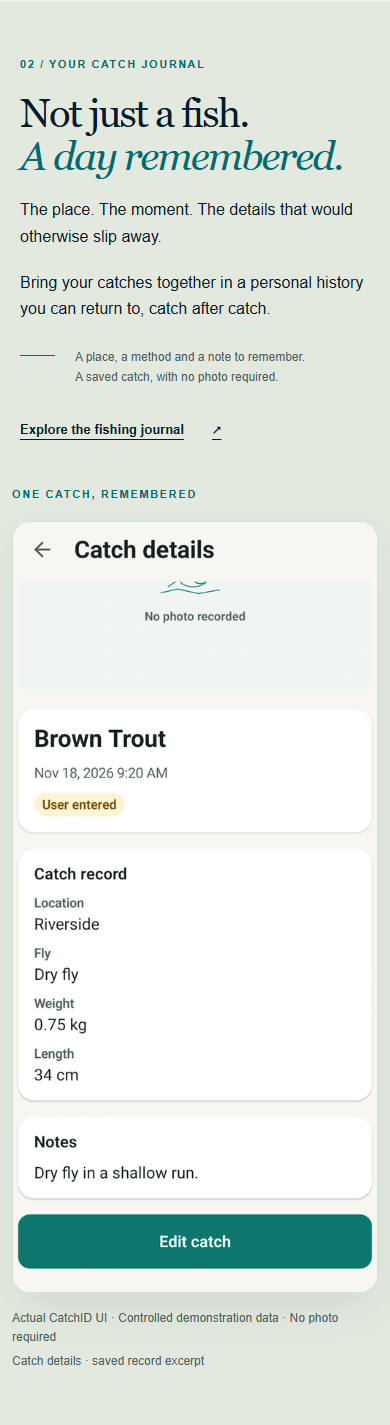 02 / YOUR CATCH JOURNAL
Not just a fish.
A day remembered.
The place. The moment. The details that would
otherwise slip away.
Bring your catches together in a personal history
you can return to, catch after catch.
A place, a method and a note to remember.
A saved catch, with no photo required.
Explore the fishing journal ↗
ONE CATCH, REMEMBERED
← Catch details
No photo recorded
Brown Trout
Nov 18, 2026 9:20 AM
User entered
Catch record
Location
Riverside
Fly
Dry fly
Weight
0.75 kg
Length
34 cm
Notes
Dry fly in a shallow run.
Edit catch
Actual CatchID UI · Controlled demonstration data · No photo
required
Catch details · saved record excerpt